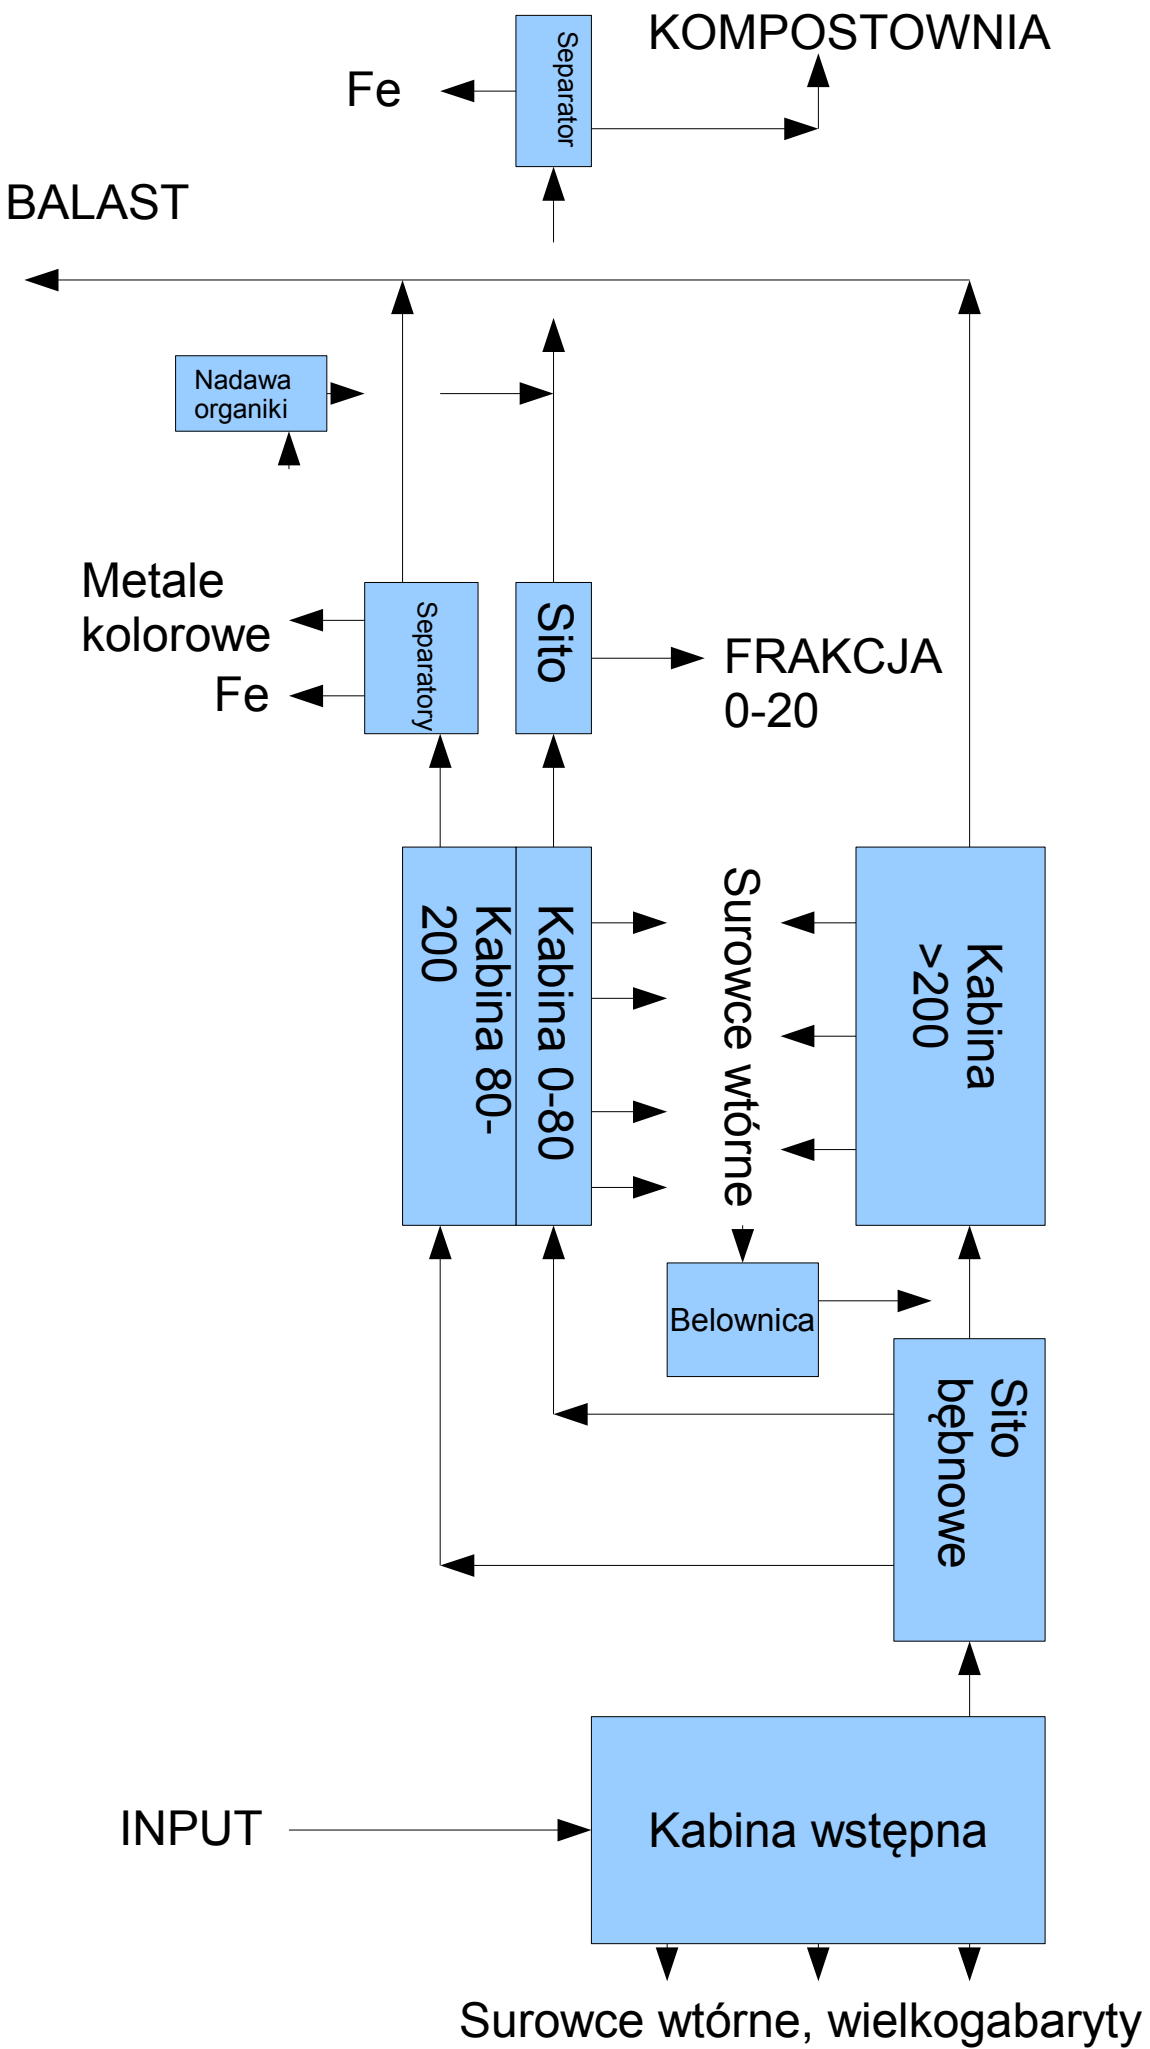 KOMPOSTOWNIA
Separator
Fe
BALAST
Nadawa
organiki
Metale
kolorowe
Fe
Separatory
Sito
FRAKCJA
0-20
Kabina 80-
200
Kabina 0-80
Surowce wtórne
Kabina
>200
Belownica
Sito
bębnowe
INPUT
Kabina wstępna
Surowce wtórne, wielkogabaryty